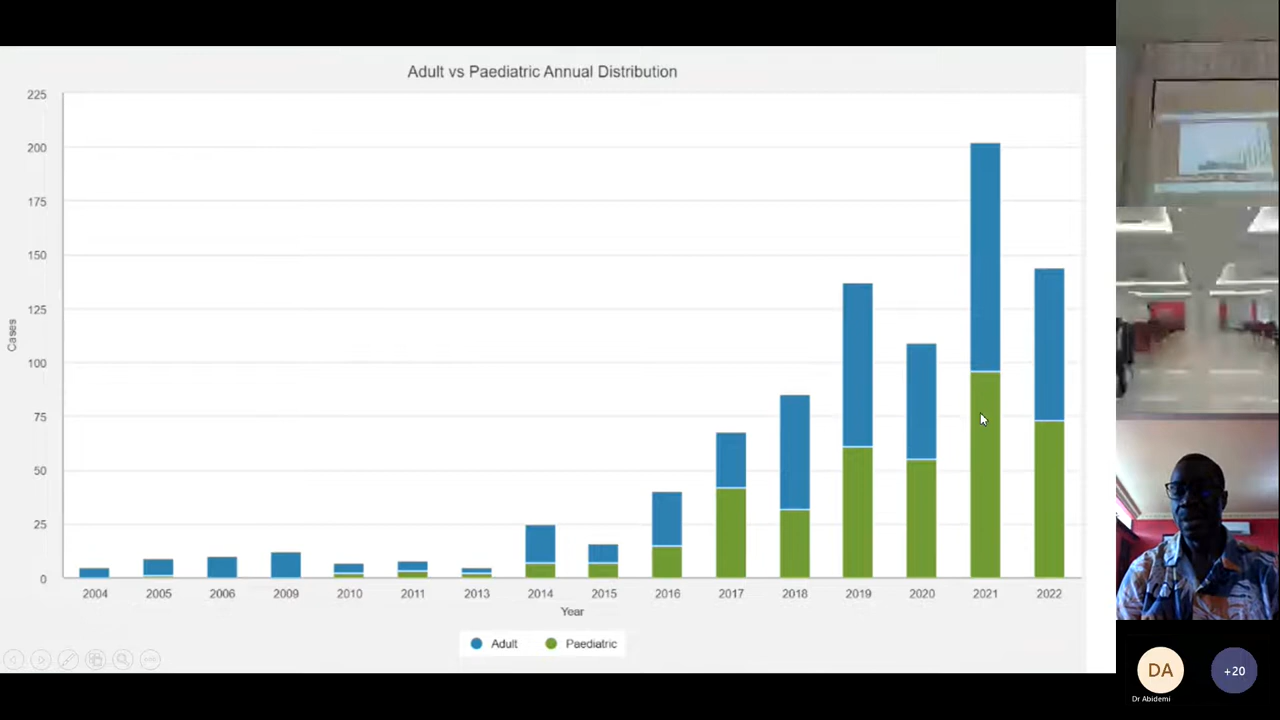 Adult vs Paediatric Annual Distribution
225
200
175
150
125
100
75
50
25
0
Cases
2004 2005 2006 2009 2010 2011 2013 2014 2015 2016 2017 2018 2019 2020 2021 2022
Year
Adult Paediatric
DA
+20
Dr Abidemi